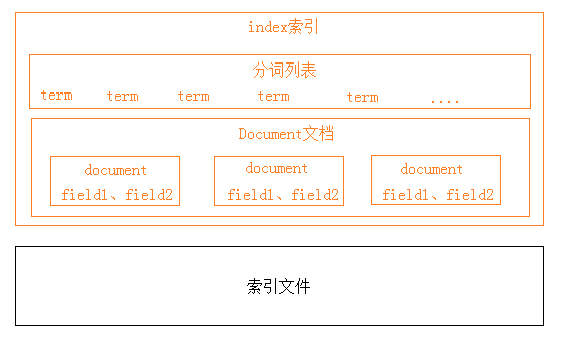 index索引
分词列表
term term term term term ....
Document文档
document document document
field1、field2 field1、field2 field1、field2
索引文件